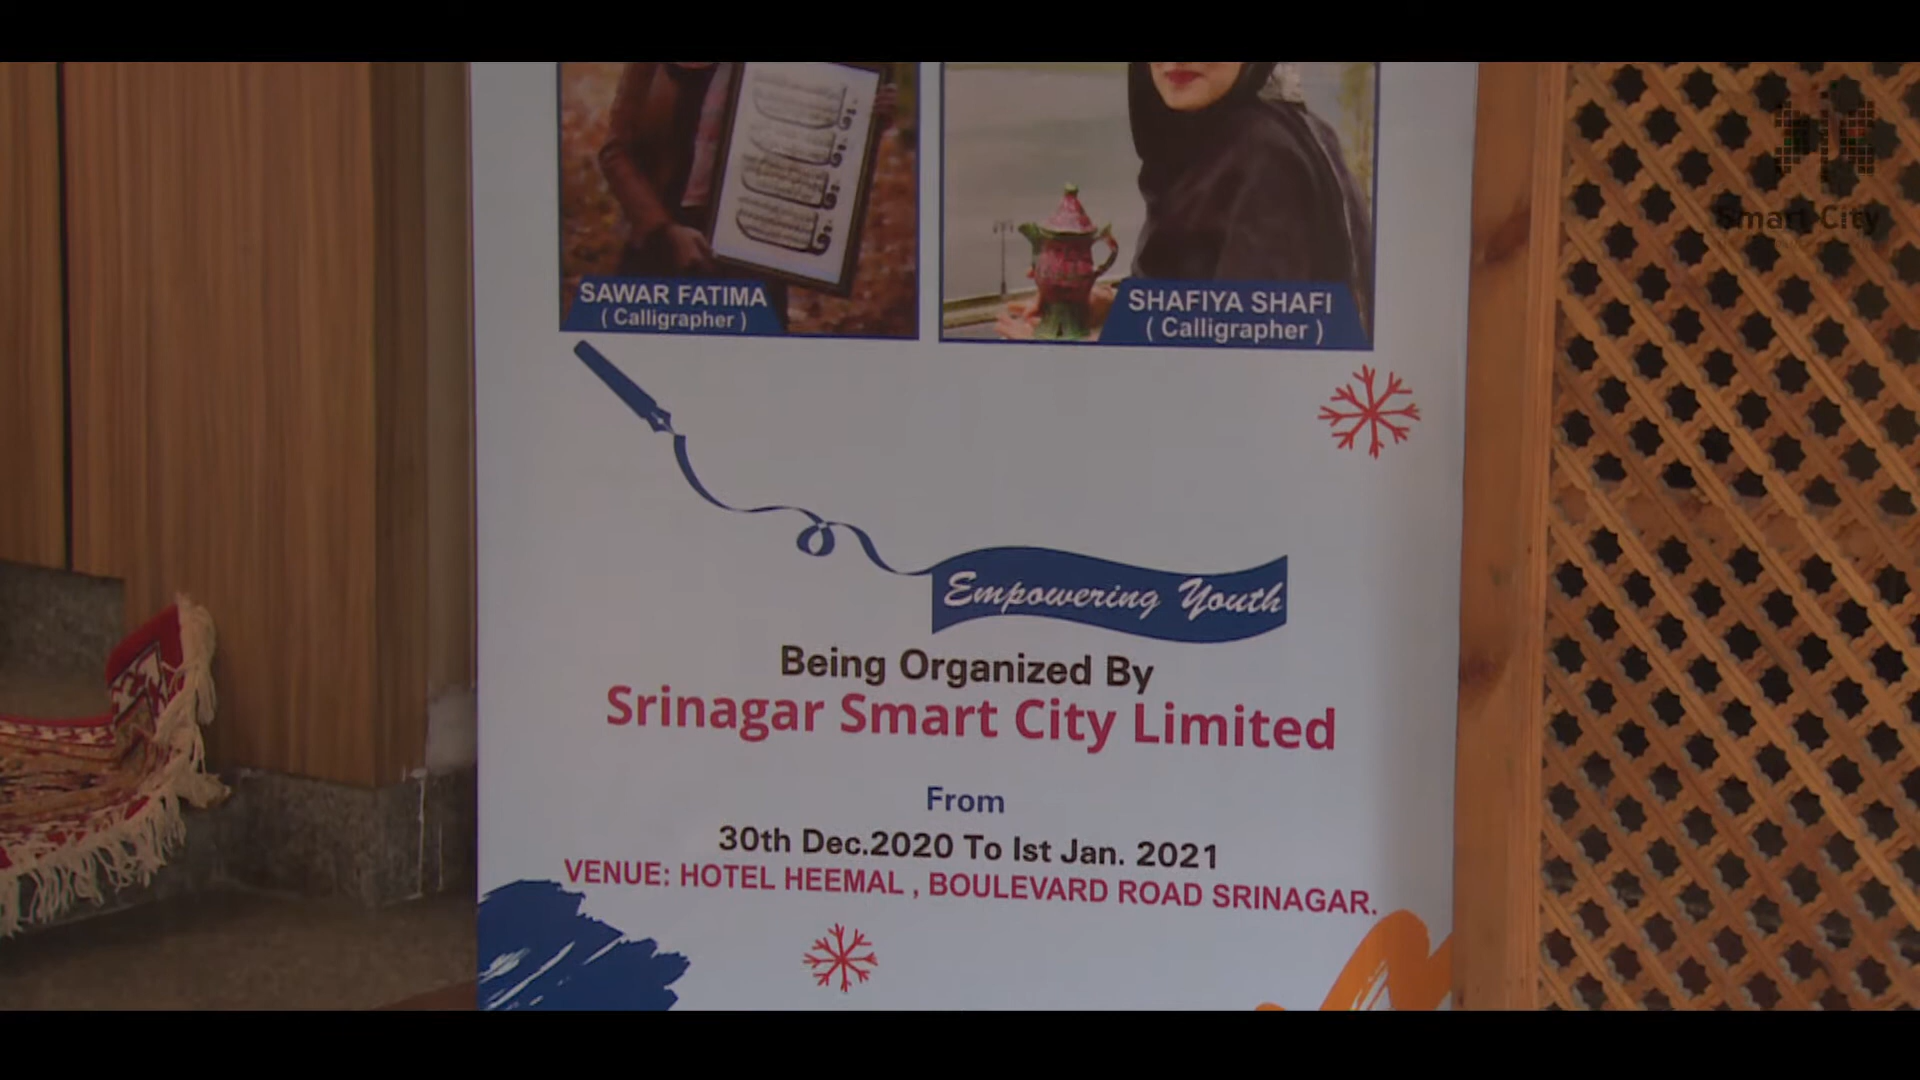 SAWAR FATIMA
( Calligrapher )
SHAFIYA SHAFI
( Calligrapher )
Empowering Youth
Being Organized By
Srinagar Smart City Limited
From
30th Dec.2020 To Ist Jan. 2021
VENUE: HOTEL HEEMAL , BOULEVARD ROAD SRINAGAR.
Smart City